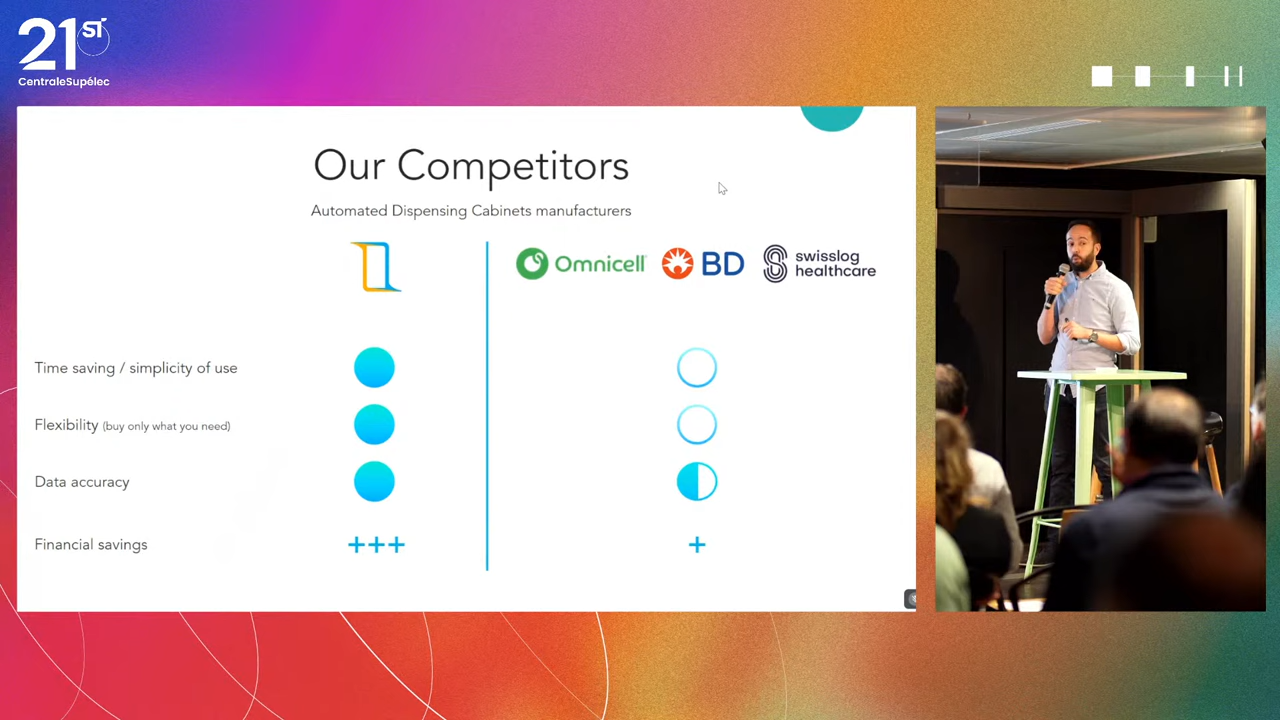 21st
CentraleSupélec
Our Competitors
Automated Dispensing Cabinets manufacturers
Omnicell
BD
swisslog
healthcare
Time saving / simplicity of use
Flexibility (buy only what you need)
Data accuracy
Financial savings +++ +